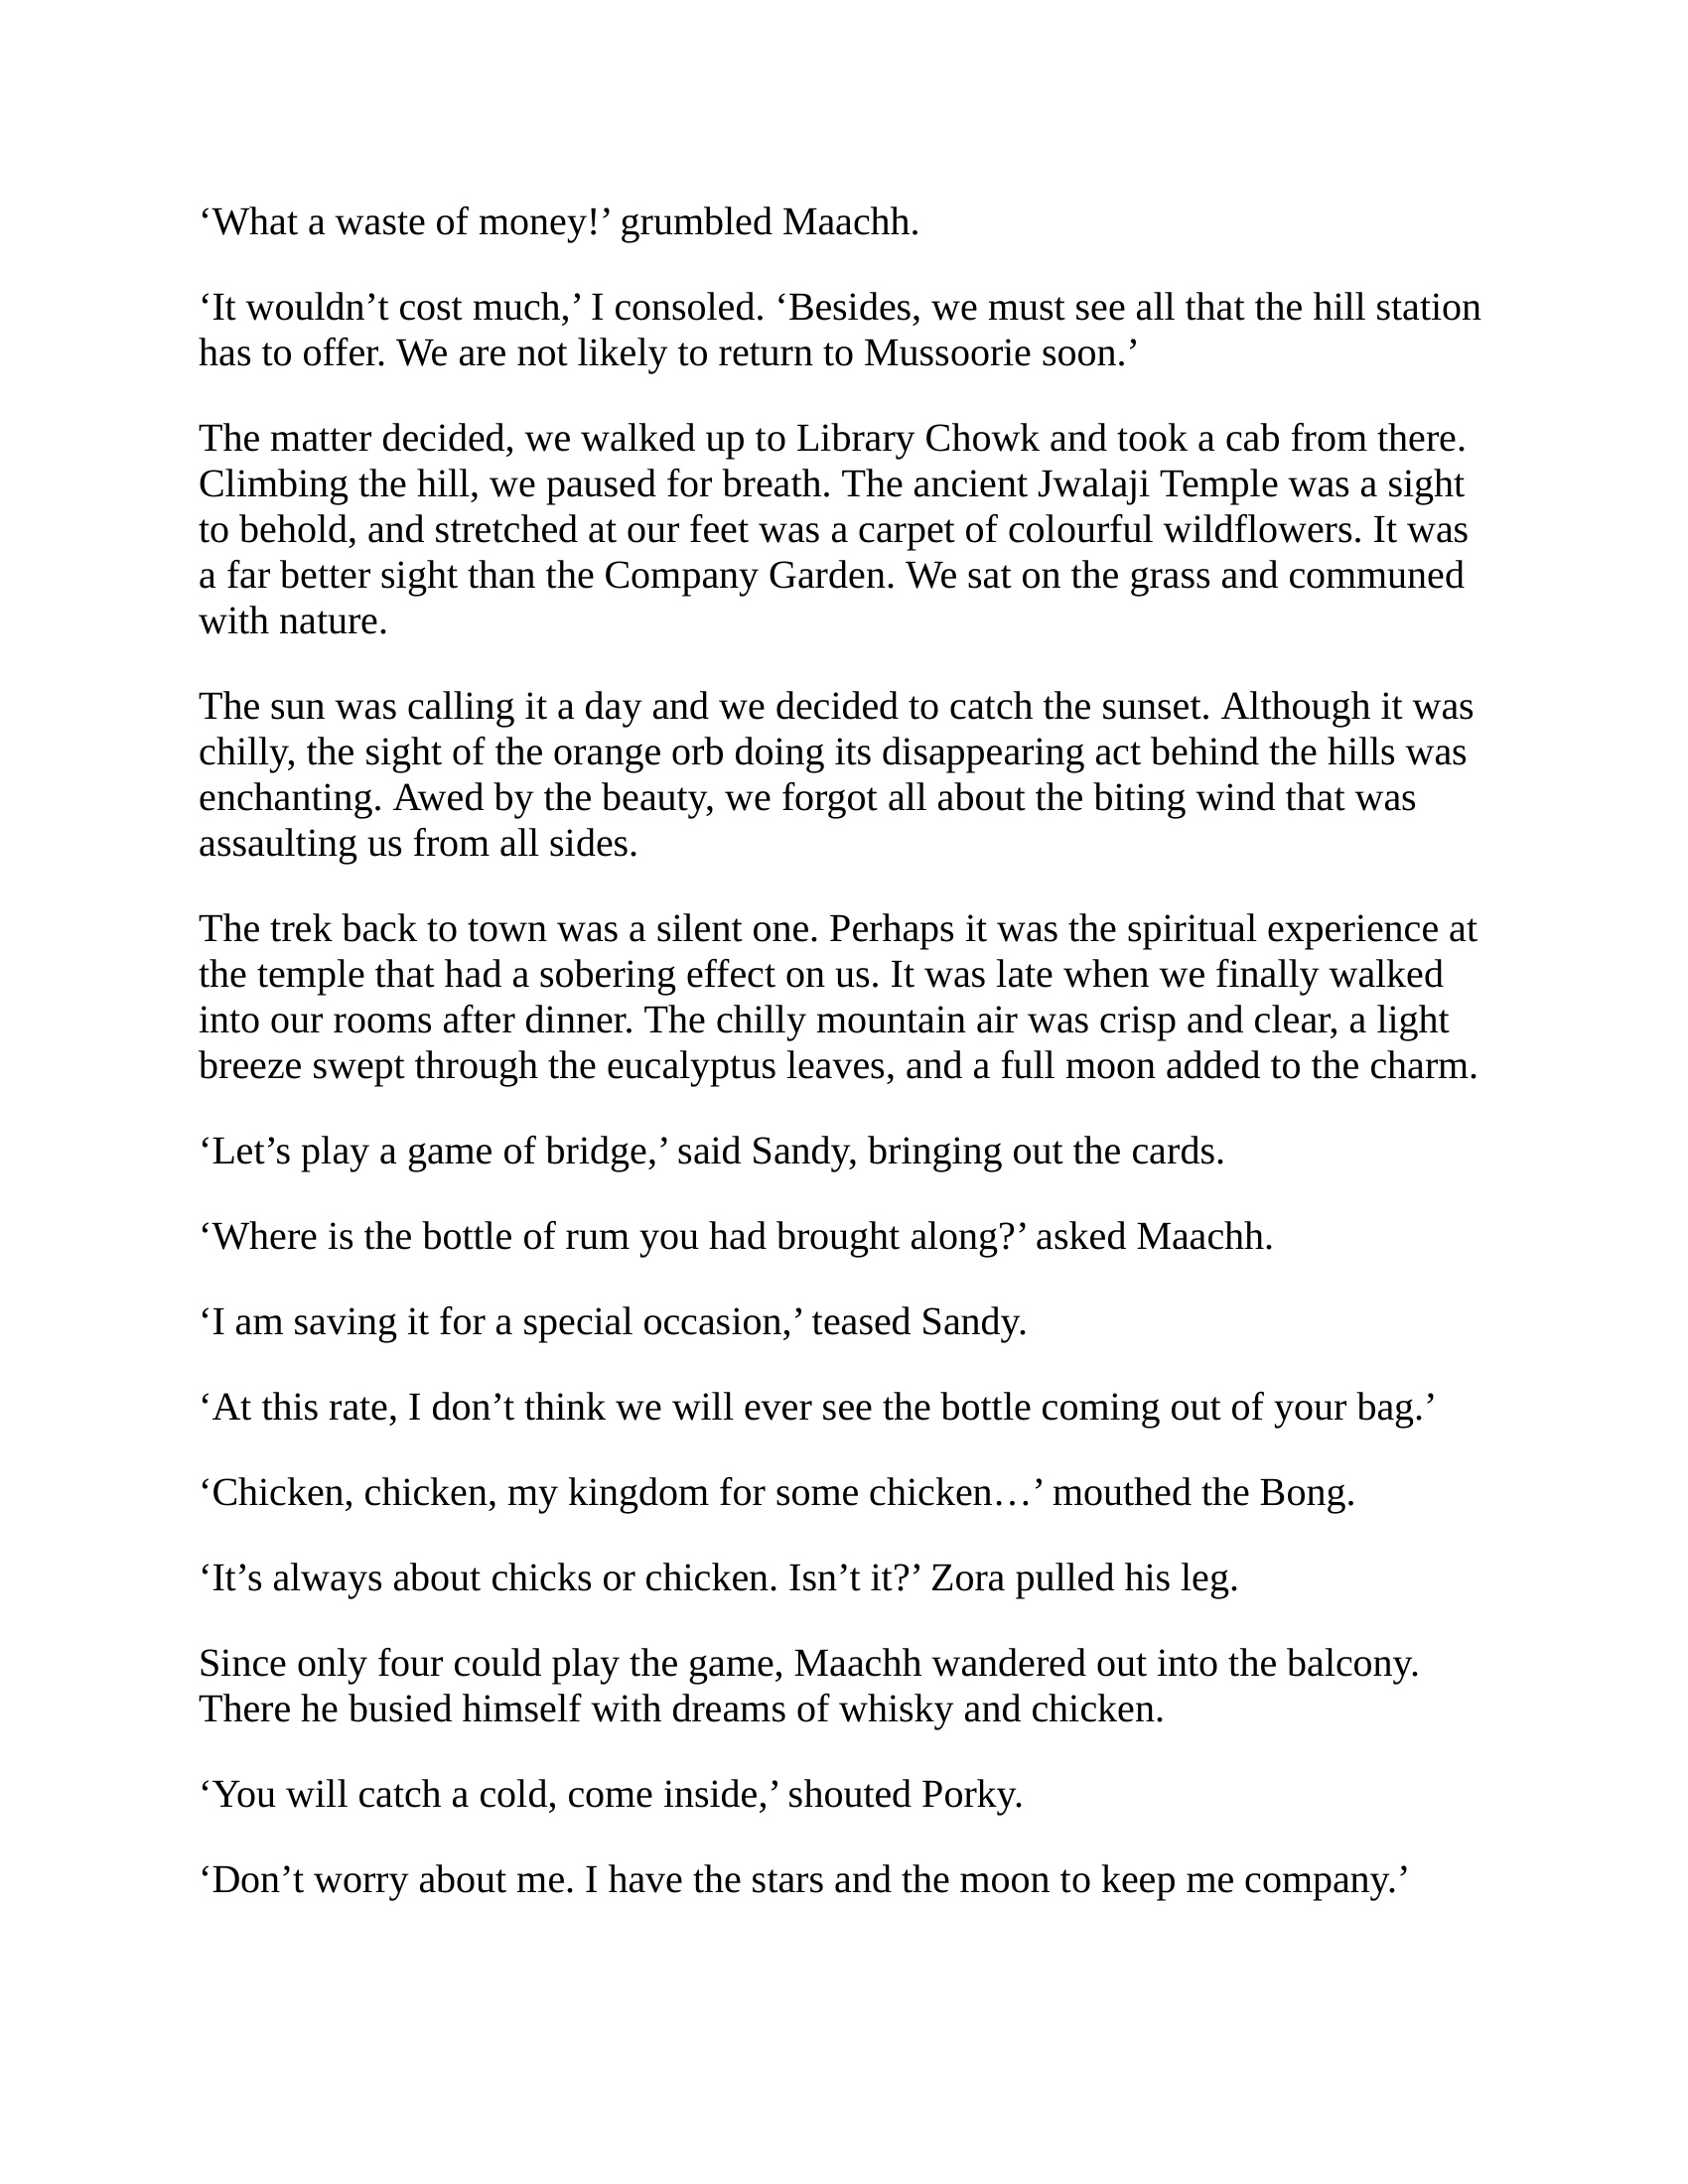 ‘What a waste of money!’ grumbled Maachh.
‘It wouldn’t cost much,’ I consoled. ‘Besides, we must see all that the hill station
has to offer. We are not likely to return to Mussoorie soon.’
The matter decided, we walked up to Library Chowk and took a cab from there.
Climbing the hill, we paused for breath. The ancient Jwalaji Temple was a sight
to behold, and stretched at our feet was a carpet of colourful wildflowers. It was
a far better sight than the Company Garden. We sat on the grass and communed
with nature.
The sun was calling it a day and we decided to catch the sunset. Although it was
chilly, the sight of the orange orb doing its disappearing act behind the hills was
enchanting. Awed by the beauty, we forgot all about the biting wind that was
assaulting us from all sides.
The trek back to town was a silent one. Perhaps it was the spiritual experience at
the temple that had a sobering effect on us. It was late when we finally walked
into our rooms after dinner. The chilly mountain air was crisp and clear, a light
breeze swept through the eucalyptus leaves, and a full moon added to the charm.
‘Let’s play a game of bridge,’ said Sandy, bringing out the cards.
‘Where is the bottle of rum you had brought along?’ asked Maachh.
‘I am saving it for a special occasion,’ teased Sandy.
‘At this rate, I don’t think we will ever see the bottle coming out of your bag.’
‘Chicken, chicken, my kingdom for some chicken…’ mouthed the Bong.
‘It’s always about chicks or chicken. Isn’t it?’ Zora pulled his leg.
Since only four could play the game, Maachh wandered out into the balcony.
There he busied himself with dreams of whisky and chicken.
‘You will catch a cold, come inside,’ shouted Porky.
‘Don’t worry about me. I have the stars and the moon to keep me company.’